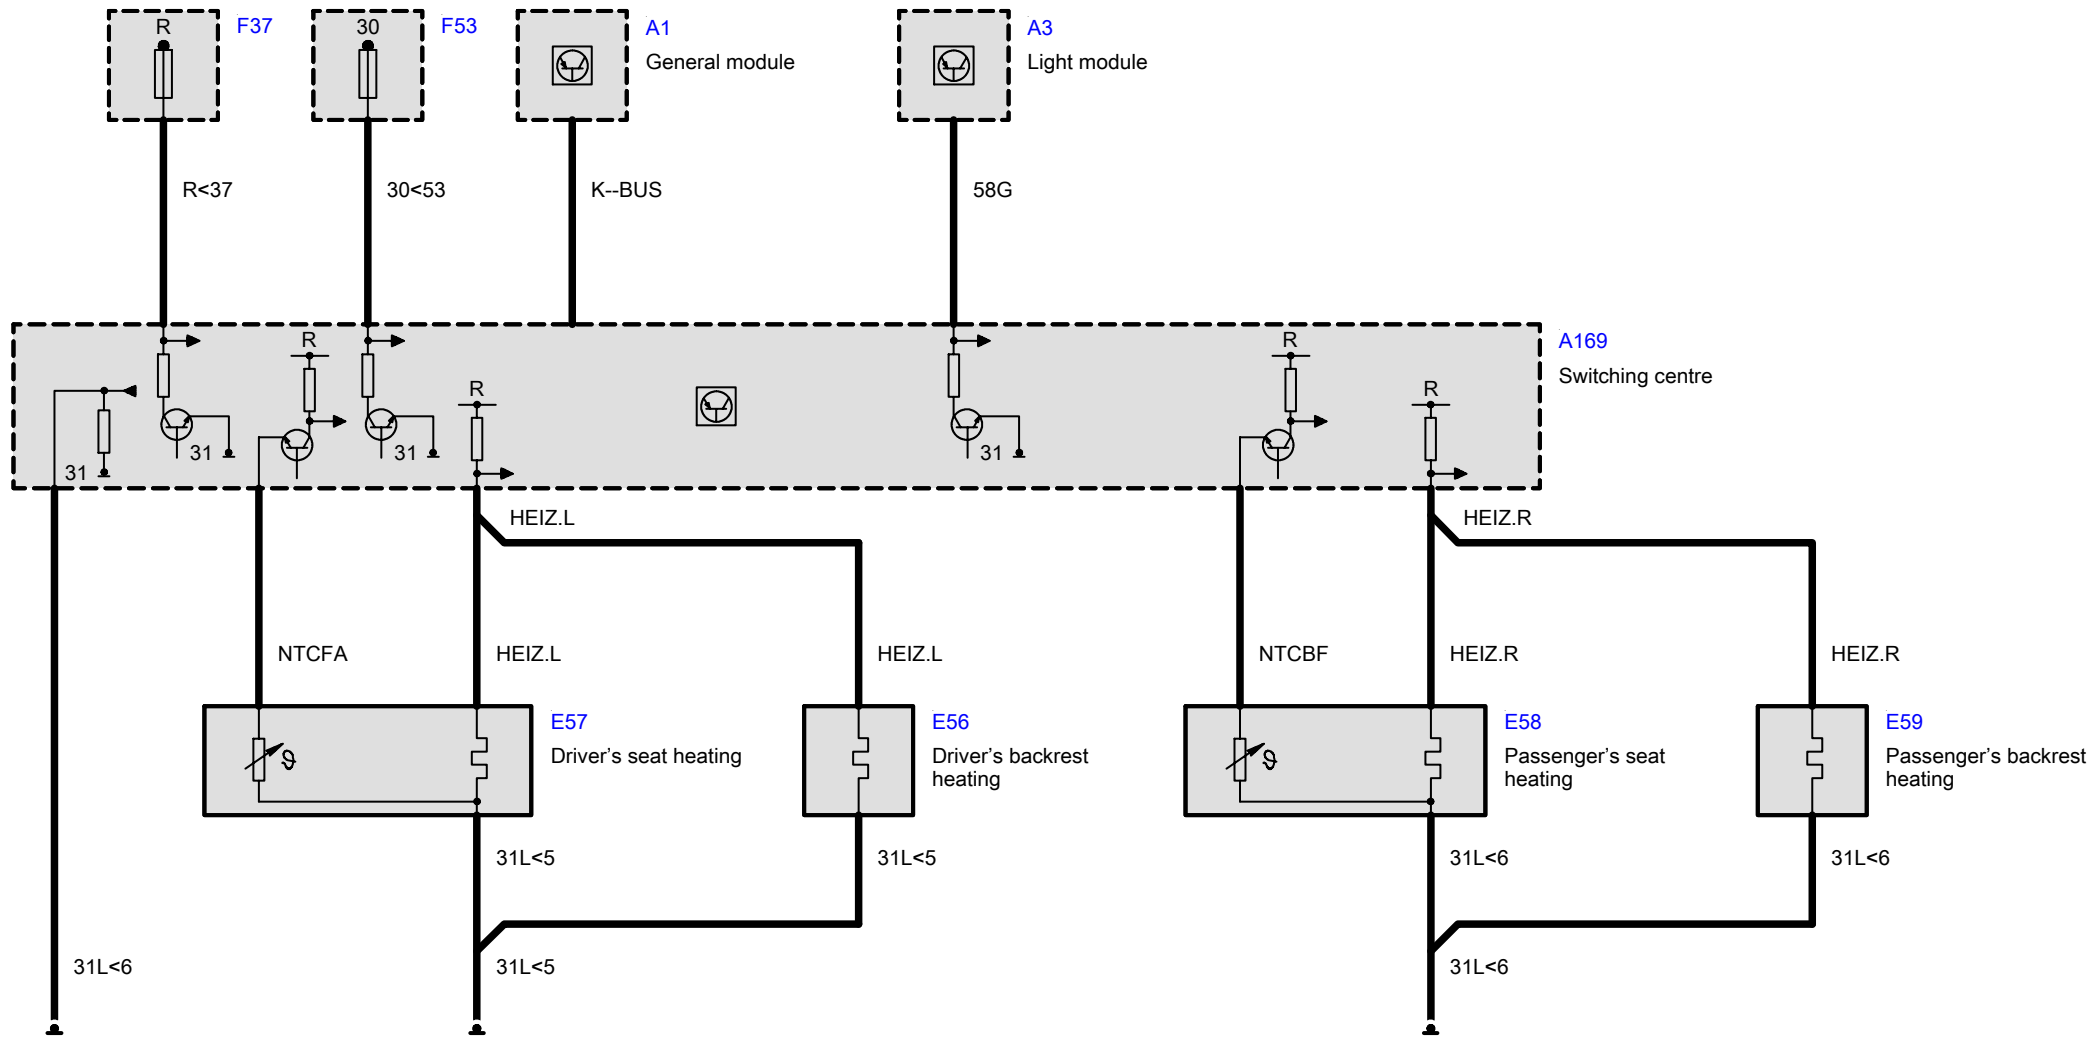 R
F37
30
F53
A1
General module
A3
Light module
R<37
30<53
K--BUS
58G
A169
Switching centre
R
R
R
R
31
31
31
31
HEIZ.L
HEIZ.R
NTCFA
HEIZ.L
HEIZ.L
NTCBF
HEIZ.R
HEIZ.R
E57
Driver’s seat heating
ϑ
E56
Driver’s backrest
heating
E58
Passenger’s seat
heating
ϑ
E59
Passenger’s backrest
heating
31L<5
31L<5
31L<6
31L<6
31L<6
31L<5
31L<6